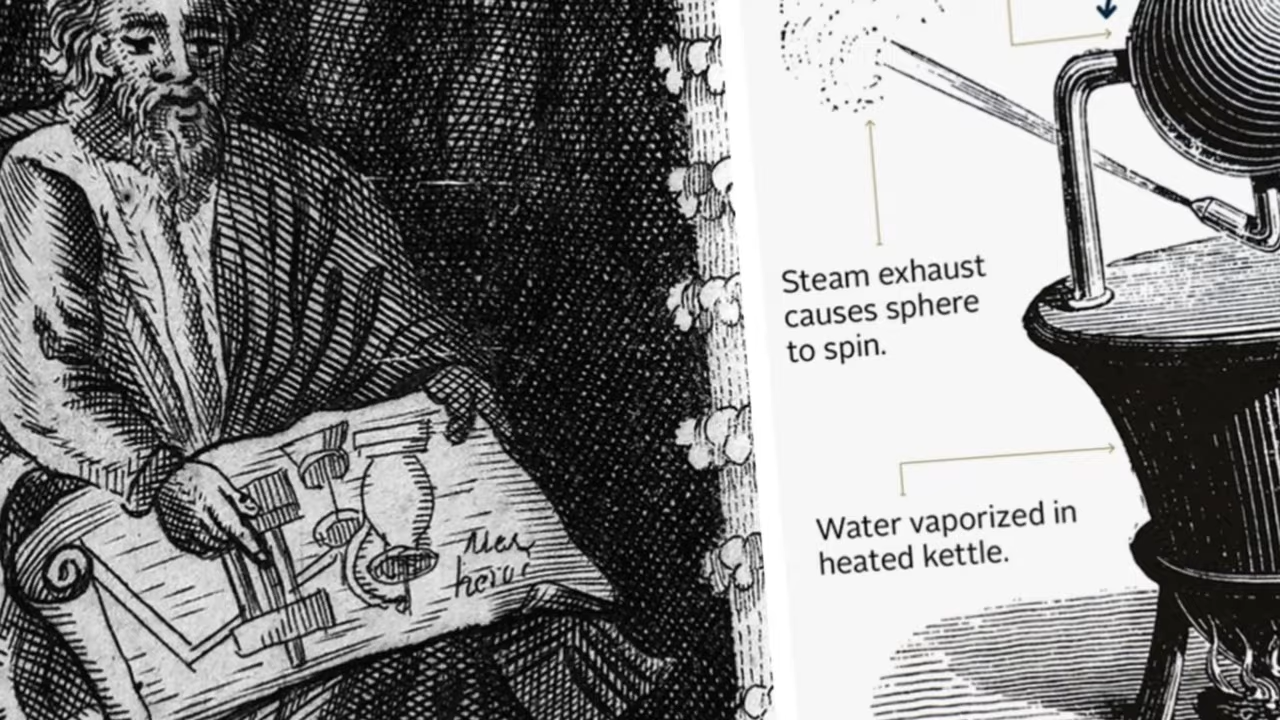 Steam exhaust
causes sphere
to spin.
Water vaporized in
heated kettle.